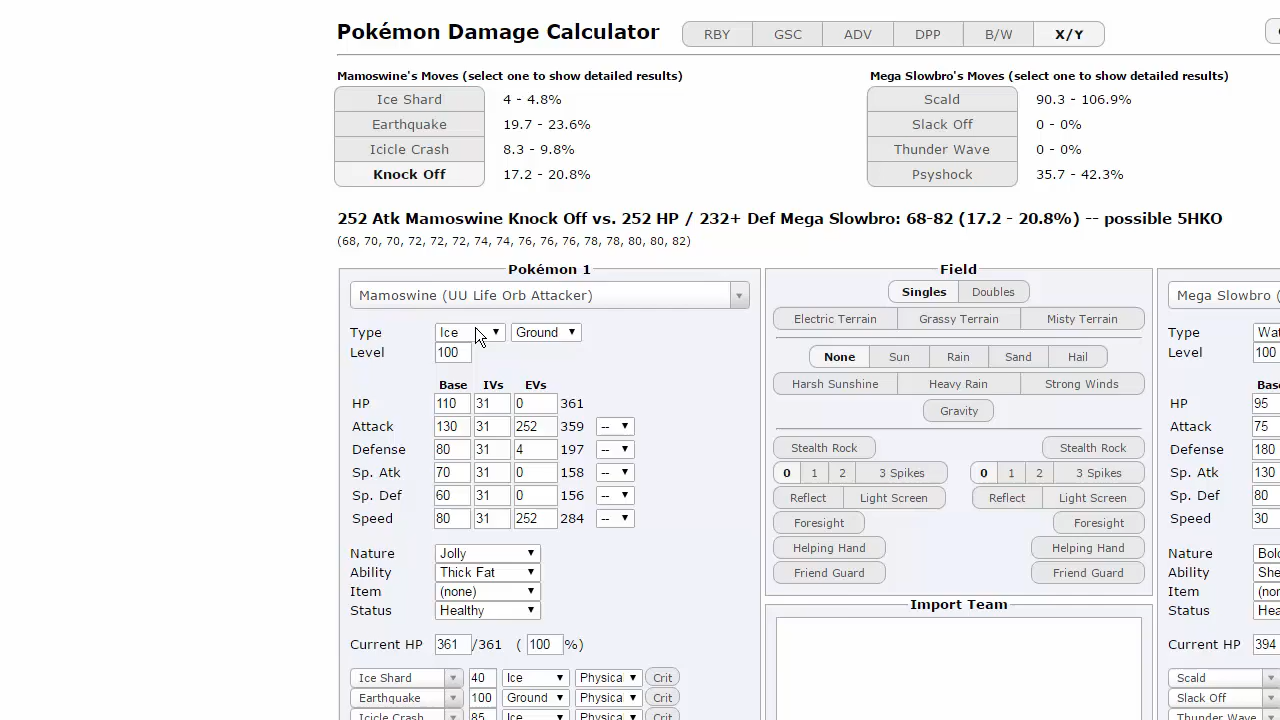 Pokémon Damage Calculator RBY GSC ADV DPP B/W X/Y
Mamoswine's Moves (select one to show detailed results) Mega Slowbro's Moves (select one to show detailed results)
Ice Shard 4 - 4.8% Scald 90.3 - 106.9%
Earthquake 19.7 - 23.6% Slack Off 0 - 0%
Icicle Crash 8.3 - 9.8% Thunder Wave 0 - 0%
Knock Off 17.2 - 20.8% Psyshock 35.7 - 42.3%
252 Atk Mamoswine Knock Off vs. 252 HP / 232+ Def Mega Slowbro: 68-82 (17.2 - 20.8%) -- possible 5HKO
(68, 70, 70, 72, 72, 72, 74, 74, 76, 76, 76, 78, 78, 80, 80, 82)
Pokémon 1 Field
Mamoswine (UU Life Orb Attacker) Singles Doubles Mega Slowbro (
Electric Terrain Grassy Terrain Misty Terrain
Type Ice Ground Type Wat
Level 100 None Sun Rain Sand Hail Level 100
Base IVs EVs Harsh Sunshine Heavy Rain Strong Winds Base
HP 110 31 0 361 Gravity HP 95
Attack 130 31 252 359 -- Attack 75
Defense 80 31 4 197 -- Stealth Rock Stealth Rock Defense 180
Sp. Atk 70 31 0 158 -- 0 1 2 3 Spikes 0 1 2 3 Spikes Sp. Atk 130
Sp. Def 60 31 0 156 -- Reflect Light Screen Reflect Light Screen Sp. Def 80
Speed 80 31 252 284 -- Foresight Foresight Speed 30
Nature Jolly Helping Hand Helping Hand Nature Bold
Ability Thick Fat Friend Guard Friend Guard Ability She
Item (none) Item (nor
Status Healthy Import Team Status Hea
Current HP 361 /361 ( 100 %) Current HP 394
Ice Shard 40 Ice Physica Crit Scald
Earthquake 100 Ground Physica Crit Slack Off
Icicle Crash 85 Ice Physica Crit Thunder Wave